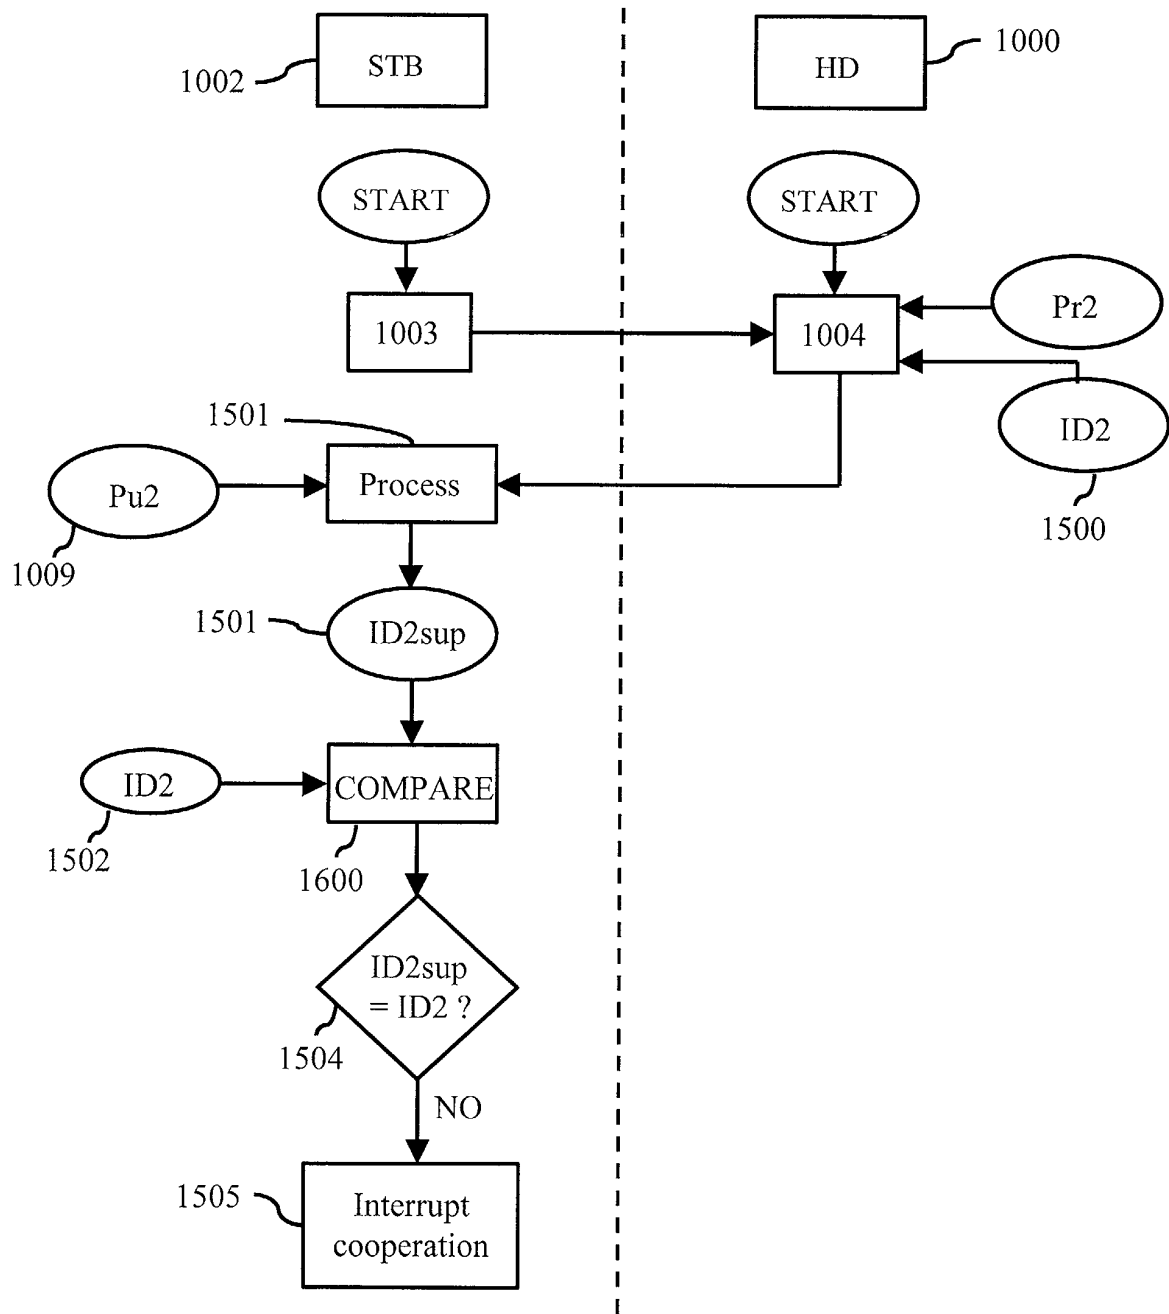 1002
STB
HD
1000
START
START
1003
1004
Pr2
ID2
1500
1501
Process
Pu2
1009
1501
ID2sup
ID2
1502
COMPARE
1600
ID2sup
= ID2 ?
1504
NO
1505
Interrupt
cooperation